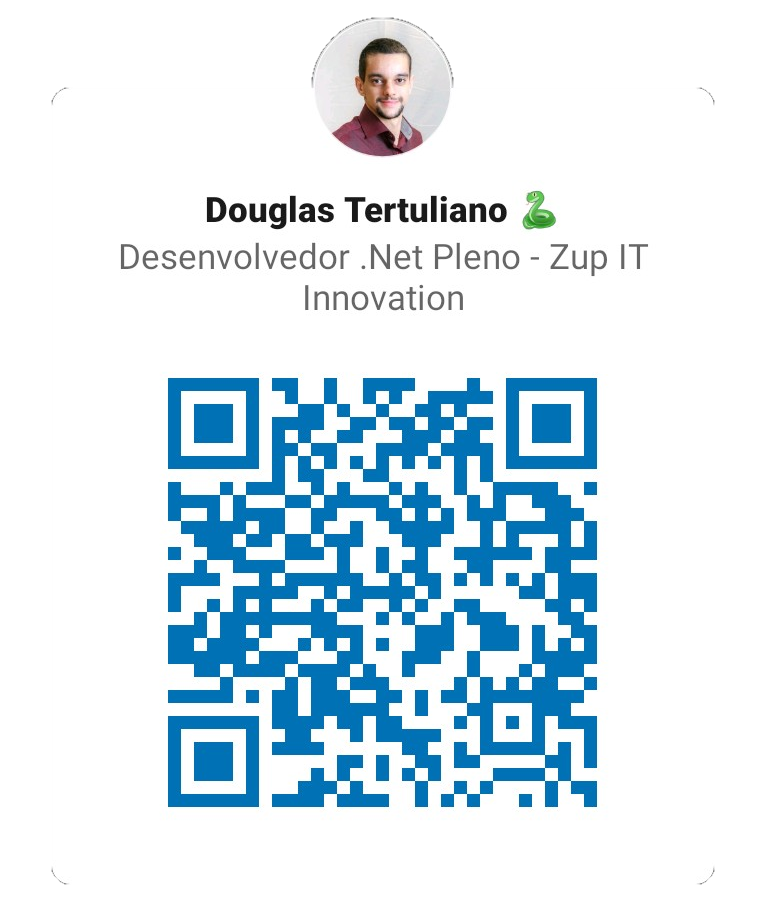 Douglas Tertuliano 🐍
Desenvolvedor .Net Pleno - Zup IT
Innovation